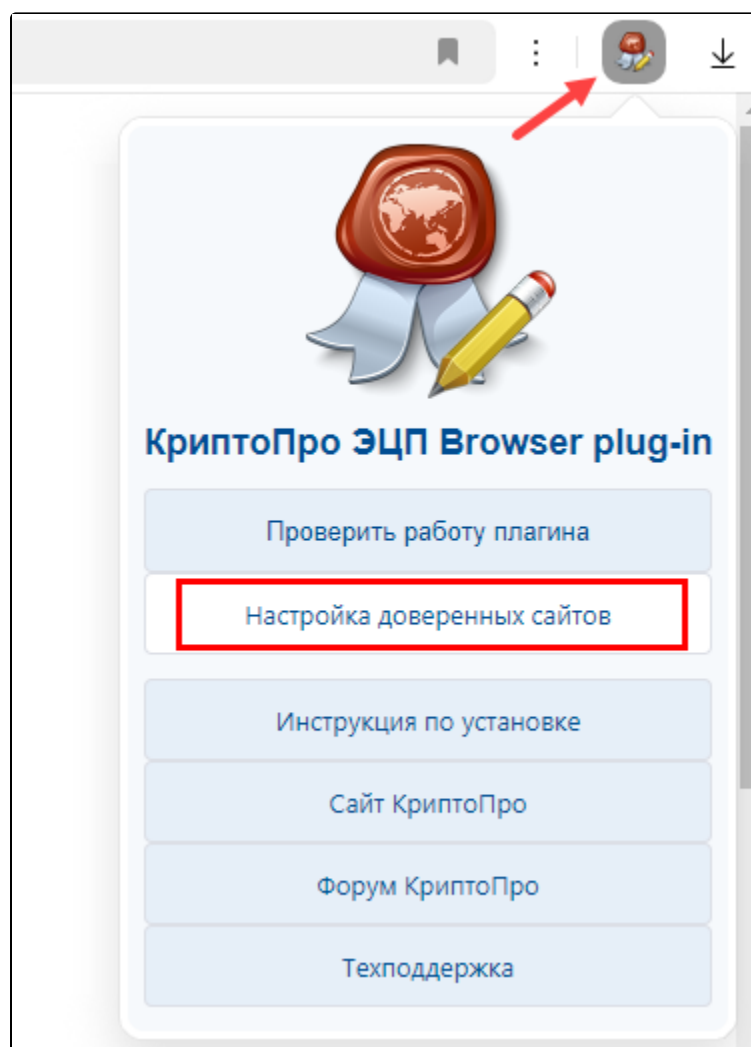 КриптоПро ЭЦП Browser plug-in
Проверить работу плагина
Настройка доверенных сайтов
Инструкция по установке
Сайт КриптоПро
Форум КриптоПро
Техподдержка